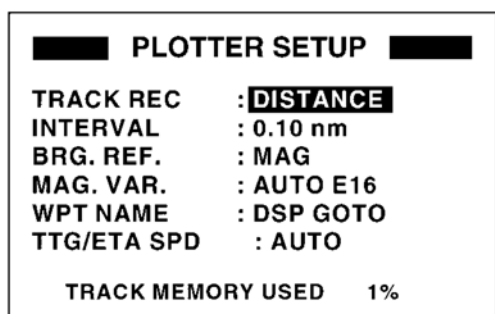 PLOTTER SETUP
TRACK REC : DISTANCE
INTERVAL : 0.10 nm
BRG. REF. : MAG
MAG. VAR. : AUTO E16
WPT NAME : DSP GOTO
TTG/ETA SPD : AUTO
TRACK MEMORY USED 1%